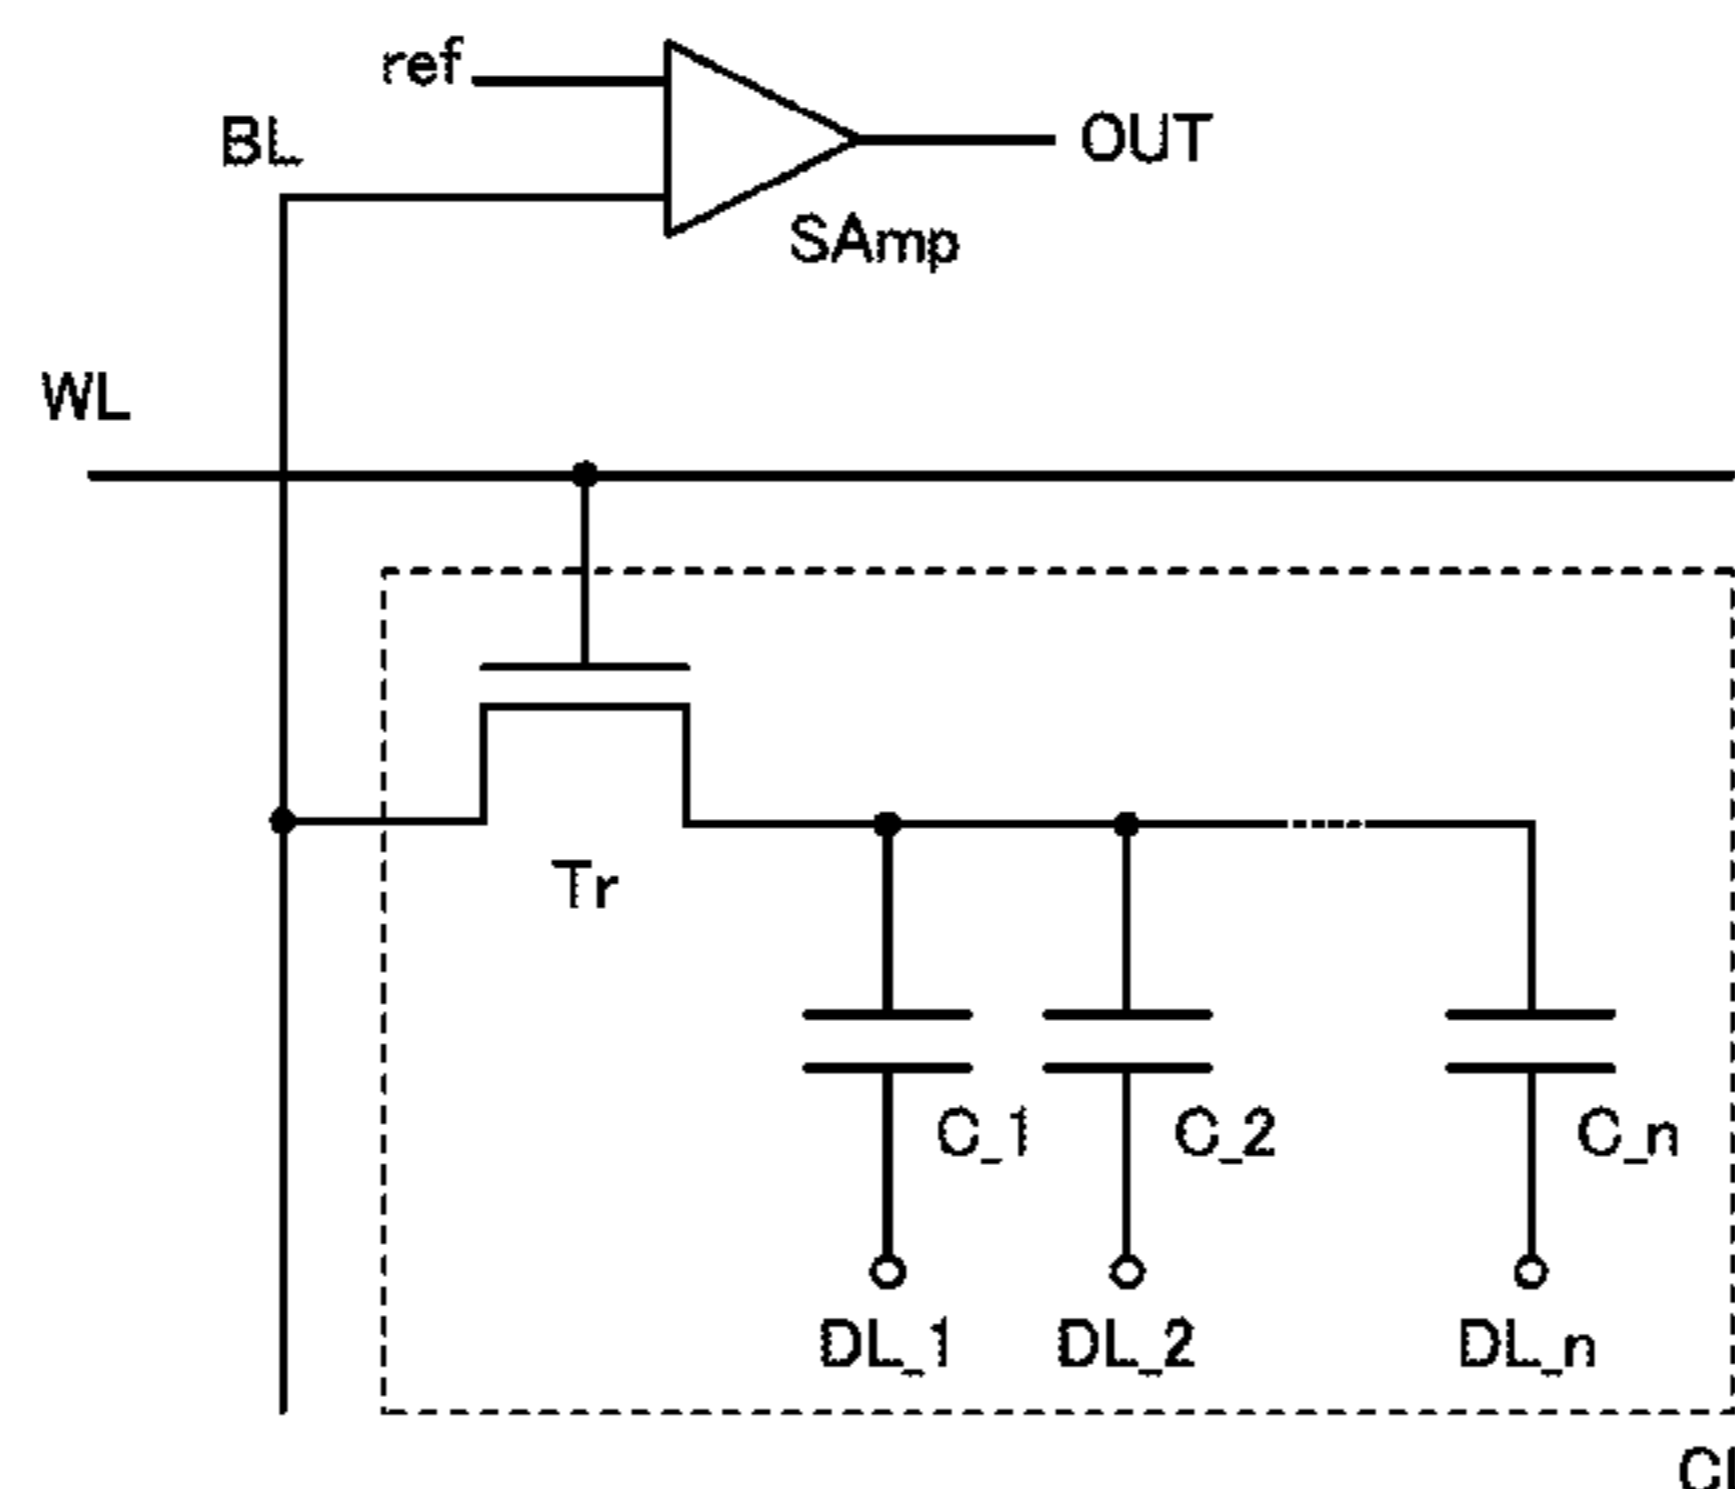 ref
BL
OUT
SAmp
WL
Tr
C_1
C_2
C_n
DL_1
DL_2
DL_n